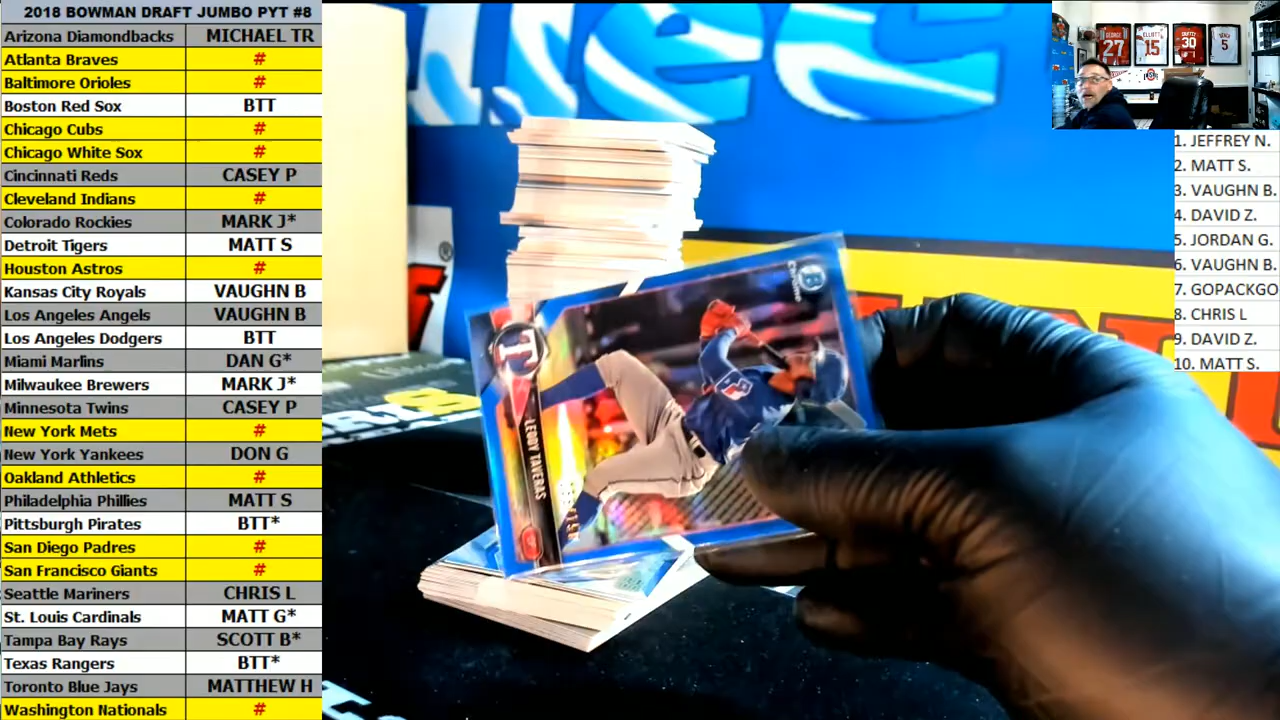 2018 BOWMAN DRAFT JUMBO PYT #8
Arizona Diamondbacks MICHAEL TR
Atlanta Braves #
Baltimore Orioles #
Boston Red Sox BTT
Chicago Cubs #
Chicago White Sox #
Cincinnati Reds CASEY P
Cleveland Indians #
Colorado Rockies MARK J*
Detroit Tigers MATT S
Houston Astros #
Kansas City Royals VAUGHN B
Los Angeles Angels VAUGHN B
Los Angeles Dodgers BTT
Miami Marlins DAN G*
Milwaukee Brewers MARK J*
Minnesota Twins CASEY P
New York Mets #
New York Yankees DON G
Oakland Athletics #
Philadelphia Phillies MATT S
Pittsburgh Pirates BTT*
San Diego Padres #
San Francisco Giants #
Seattle Mariners CHRIS L
St. Louis Cardinals MATT G*
Tampa Bay Rays SCOTT B*
Texas Rangers BTT*
Toronto Blue Jays MATTHEW H
Washington Nationals #
®
B
Chrome
T
LEODY TAVERAS
27
15
30
5
1. JEFFREY N.
2. MATT S.
3. VAUGHN B.
4. DAVID Z.
5. JORDAN G.
6. VAUGHN B.
7. GOPACKGO
8. CHRIS L
9. DAVID Z.
10. MATT S.